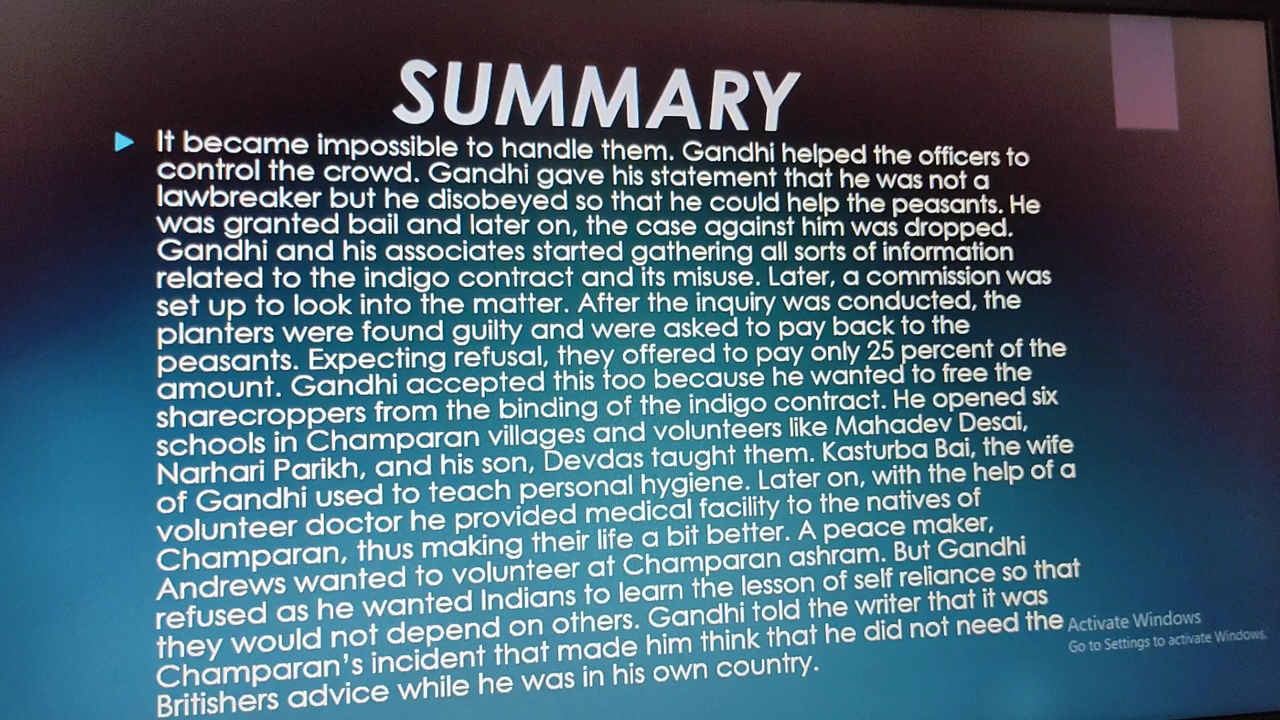 SUMMARY
It became impossible to handle them. Gandhi helped the officers to
control the crowd. Gandhi gave his statement that he was not a
lawbreaker but he disobeyed so that he could help the peasants. He
was granted bail and later on, the case against him was dropped.
Gandhi and his associates started gathering all sorts of information
related to the indigo contract and its misuse. Later, a commission was
set up to look into the matter. After the inquiry was conducted, the
planters were found guilty and were asked to pay back to the
peasants. Expecting refusal, they offered to pay only 25 percent of the
amount. Gandhi accepted this too because he wanted to free the
sharecroppers from the binding of the indigo contract. He opened six
schools in Champaran villages and volunteers like Mahadev Desai,
Narhari Parikh, and his son, Devdas taught them. Kasturba Bai, the wife
of Gandhi used to teach personal hygiene. Later on, with the help of a
volunteer doctor he provided medical facility to the natives of
Champaran, thus making their life a bit better. A peace maker,
Andrews wanted to volunteer at Champaran ashram. But Gandhi
refused as he wanted Indians to learn the lesson of self reliance so that
they would not depend on others. Gandhi told the writer that it was
Champaran's incident that made him think that he did not need the
Britishers advice while he was in his own country.
Activate Windows
Go to Settings to activate Windows.